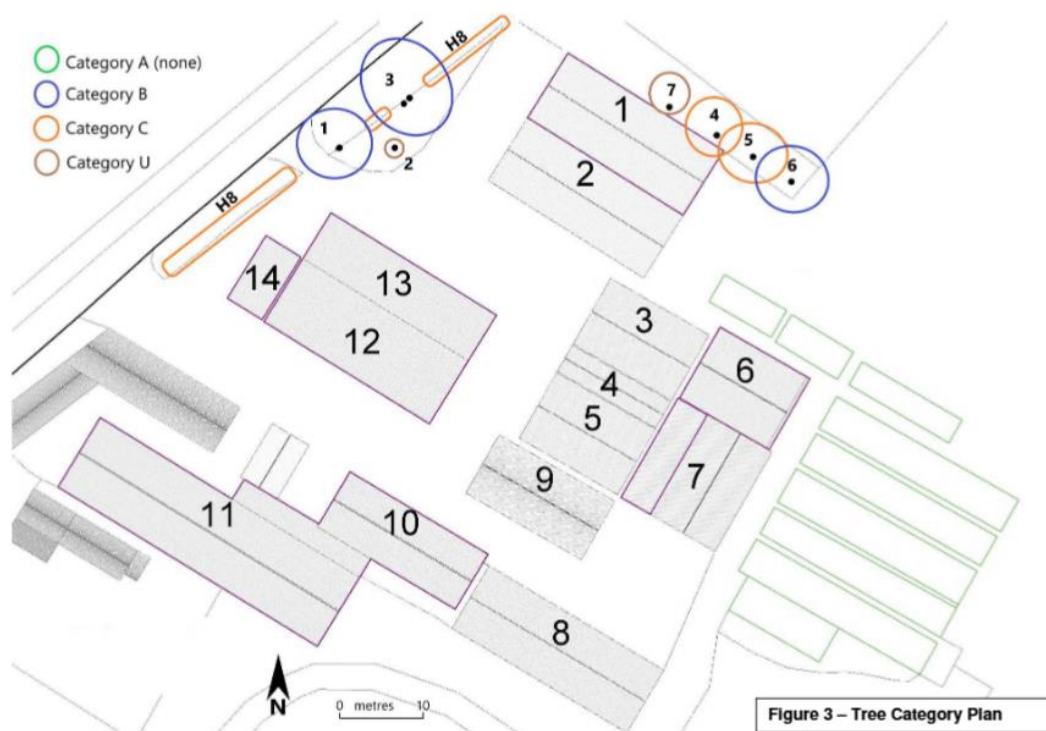 Category A (none)
Category B
Category C
Category U
H8
3
1
2
H8
7
4
5
6
1
2
14
13
12
3
4
5
6
7
9
11
10
8
N
0 metres 10
Figure 3 – Tree Category Plan